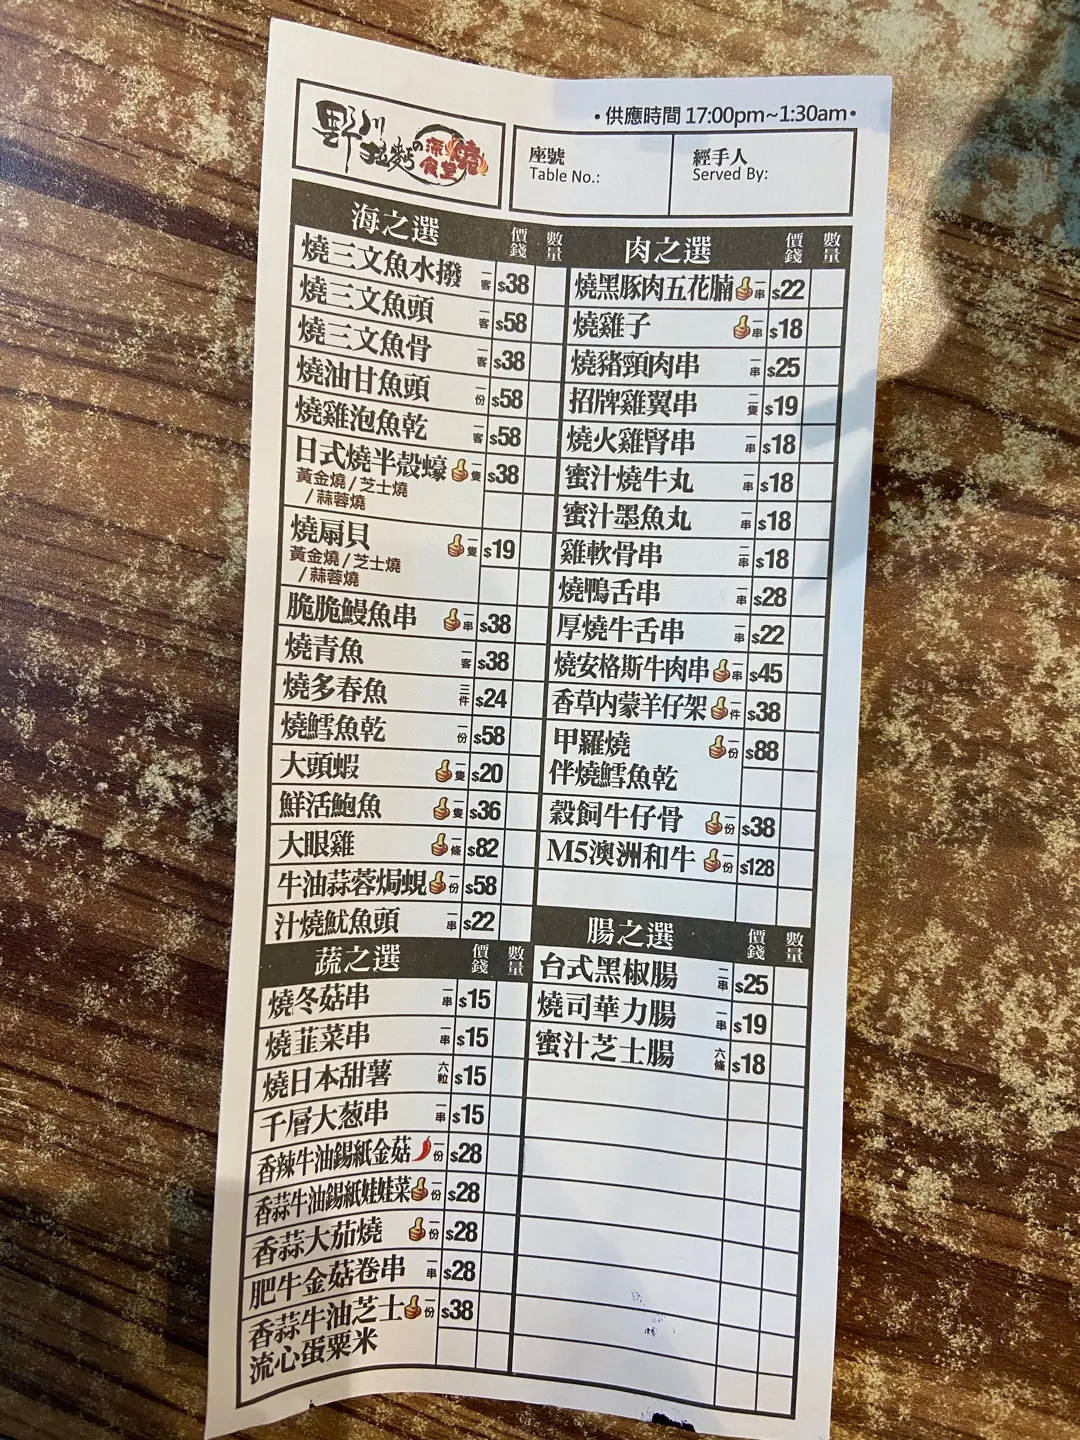 •供應時間 17:00pm~1:30am•
野川
拉麵の深燒食堂
座號
Table No.:
經手人
Served By:
海之選 價錢 數量
燒三文魚水撥 一客 $38
燒三文魚頭 一客 $58
燒三文魚骨 一客 $38
燒油甘魚頭 一份 $58
燒雞泡魚乾 一客 $58
日式燒半殼蠔 一隻 $38
黃金燒/芝士燒
/蒜蓉燒
燒扇貝 一隻 $19
黃金燒/芝士燒
/蒜蓉燒
脆脆鰻魚串 一串 $38
燒青魚 一客 $38
燒多春魚 三件 $24
燒鱈魚乾 一份 $58
大頭蝦 一隻 $20
鮮活鮑魚 一隻 $36
大眼雞 一條 $82
牛油蒜蓉焗蜆 一份 $58
汁燒魷魚頭 一串 $22
蔬之選 價錢 數量
燒冬菇串 一串 $15
燒韮菜串 一串 $15
燒日本甜薯 六粒 $15
千層大葱串 一串 $15
香辣牛油錫紙金菇 一份 $28
香蒜牛油錫紙娃娃菜 一份 $28
香蒜大茄燒 一份 $28
肥牛金菇卷串 一串 $28
香蒜牛油芝士 一份 $38
流心蛋粟米
肉之選 價錢 數量
燒黑豚肉五花腩 一串 $22
燒雞子 一串 $18
燒豬頸肉串 一串 $25
招牌雞翼串 二隻 $19
燒火雞腎串 一串 $18
蜜汁燒牛丸 一串 $18
蜜汁墨魚丸 一串 $18
雞軟骨串 二串 $18
燒鴨舌串 一串 $28
厚燒牛舌串 一串 $22
燒安格斯牛肉串 一串 $45
香草內蒙羊仔架 一件 $38
甲羅燒 一份 $88
伴燒鱈魚乾
穀飼牛仔骨 一份 $38
M5澳洲和牛 一份 $128
腸之選 價錢 數量
台式黑椒腸 二串 $25
燒司華力腸 一串 $19
蜜汁芝士腸 六條 $18